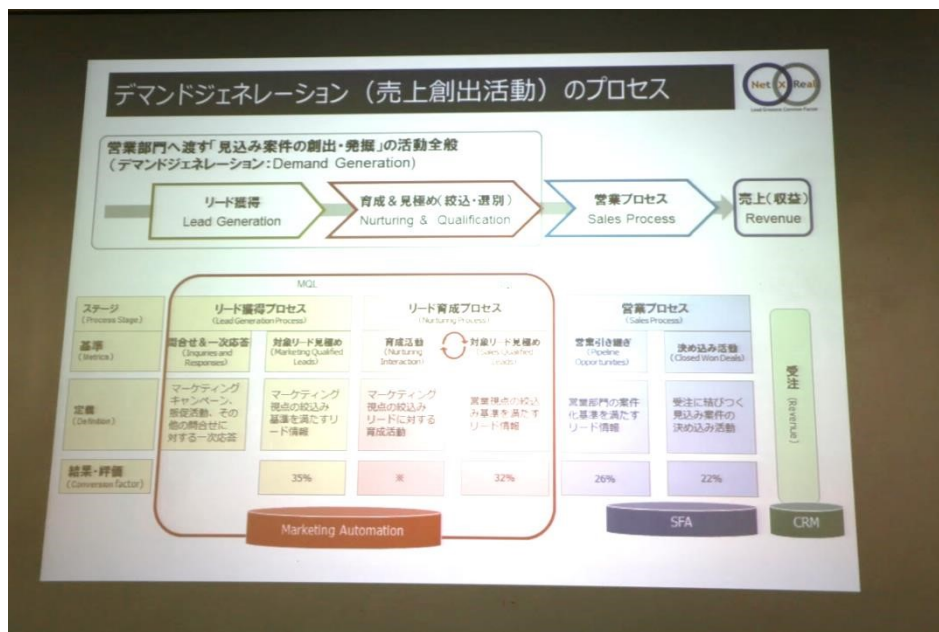 デマンドジェネレーション（売上創出活動）のプロセス
Net X Real
営業部門へ渡す「見込み案件の創出・発掘」の活動全般
（デマンドジェネレーション：Demand Generation）
リード獲得
Lead Generation
育成＆見極め（絞込・選別）
Nurturing & Qualification
営業プロセス
Sales Process
売上（収益）
Revenue
MQL
ステージ
(Process Stage)
リード獲得プロセス
(Lead Generation Process)
リード育成プロセス
(Nurturing Process)
営業プロセス
(Sales Process)
基準
(Metrics)
問合せ＆一次応答
(Inquiries and
Responses)
対象リード見極め
(Marketing Qualified
Leads)
育成活動
(Nurturing
Interaction)
対象リード見極め
(Sales Qualified
Leads)
営業引き継ぎ
(Pipeline
Opportunities)
決め込み活動
(Closed Won Deals)
定義
(Definition)
マーケティング
キャンペーン、
販促活動、その
他の問合せに
対する一次応答
マーケティング
視点の絞込み
基準を満たすリ
ード情報
マーケティング
視点の絞込み
リードに対する
育成活動
営業視点の絞込
み基準を満たす
リード情報
営業部門の案件
化基準を満たす
リード情報
受注に結びつく
見込み案件の
決め込み活動
結果・評価
(Conversion factor)
35%
※
32%
26%
22%
受注
(Revenue)
Marketing Automation
SFA
CRM